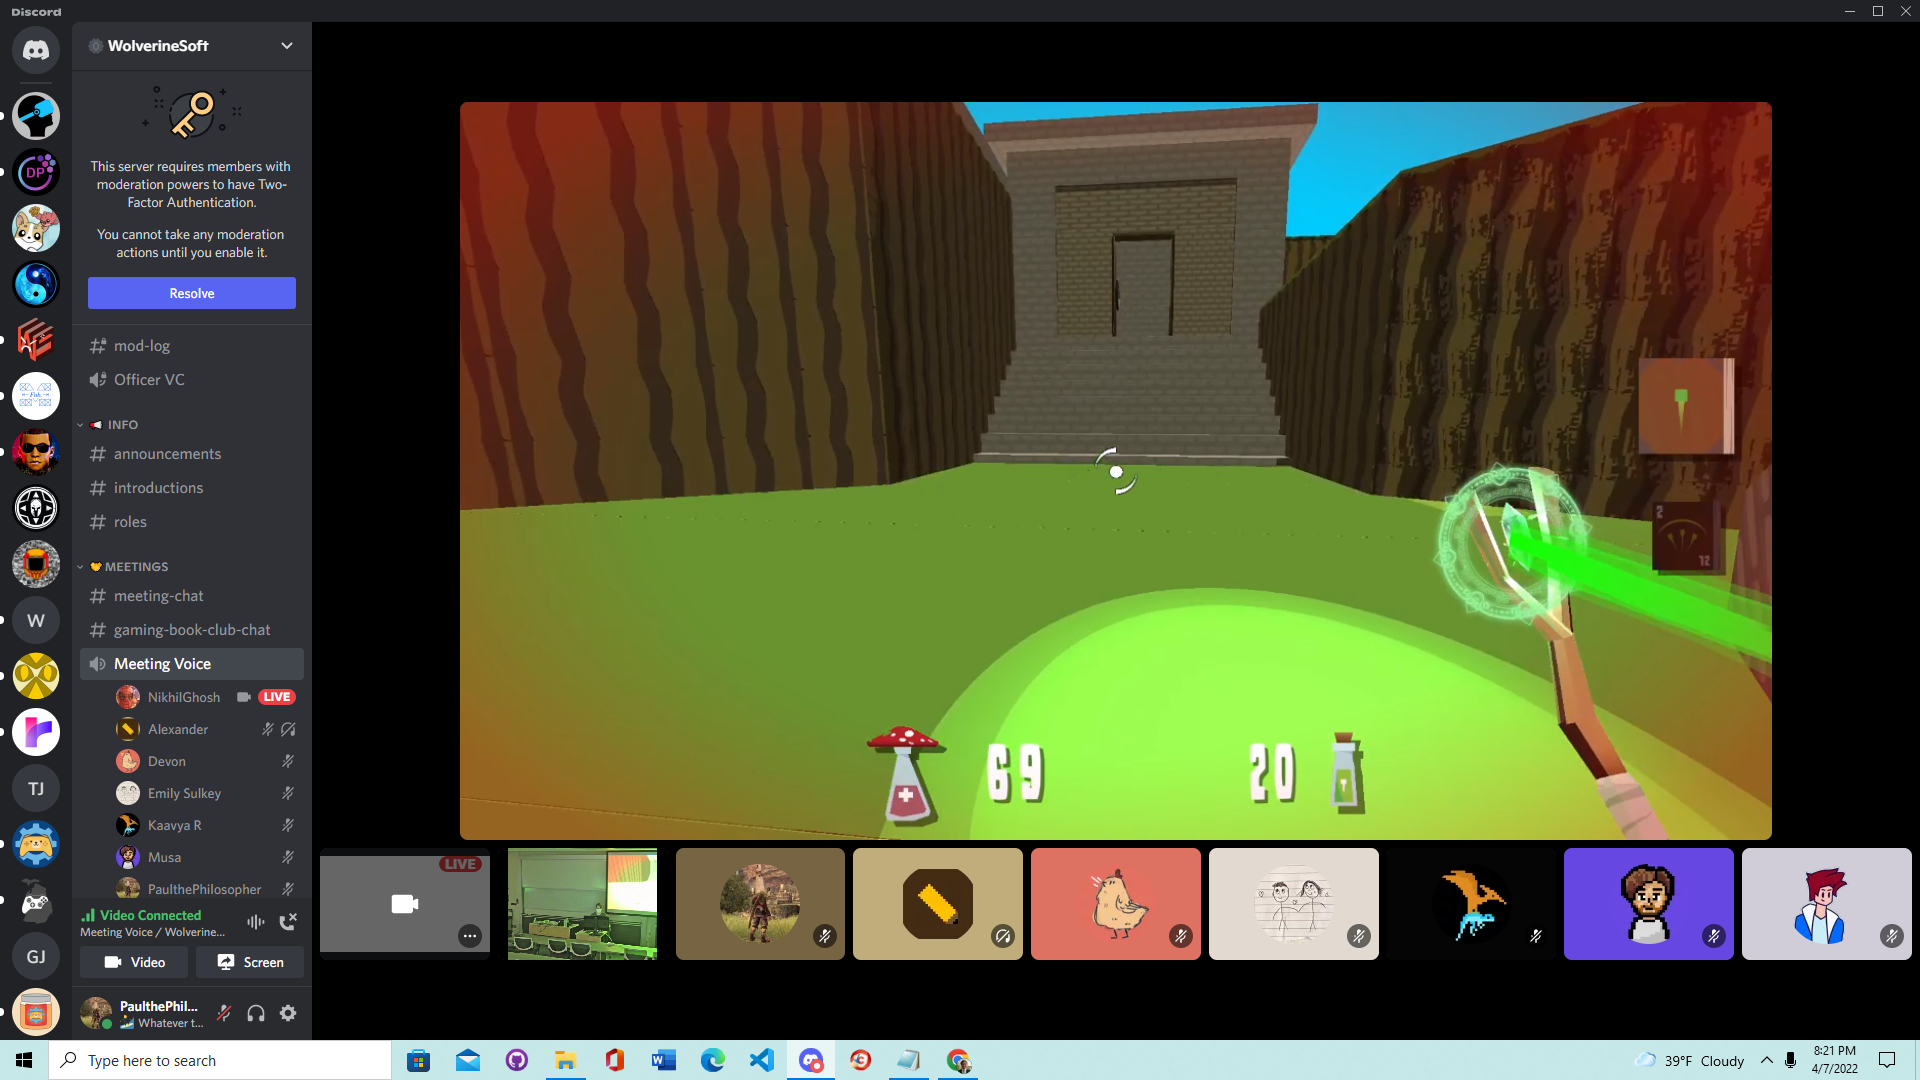 Discord
WolverineSoft
This server requires members with
moderation powers to have Two-
Factor Authentication.
You cannot take any moderation
actions until you enable it.
Resolve
mod-log
Officer VC
INFO
announcements
introductions
roles
MEETINGS
meeting-chat
gaming-book-club-chat
Meeting Voice
NikhilGhosh LIVE
Alexander
Devon
Emily Sulkey
Kaavya R
Musa
PaulthePhilosopher
Video Connected
Meeting Voice / Wolverine...
Video Screen
PaulthePhil...
Whatever t...
DP
W
TJ
GJ
2
12
69 20
LIVE
Type here to search
39°F Cloudy
8:21 PM
4/7/2022